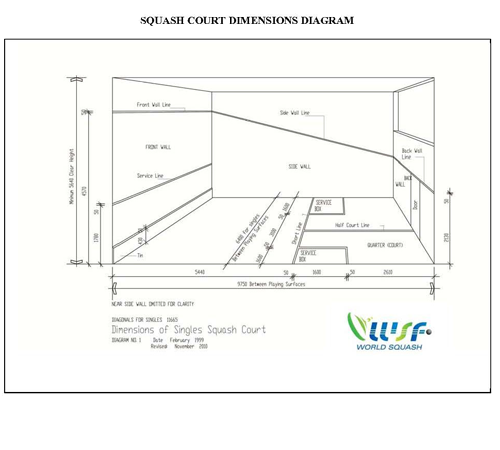 SQUASH COURT DIMENSIONS DIAGRAM
Front Wall Line
Side Wall Line
FRONT WALL
Back Wall
Line
Minimum 5640 Clear Height
4570
50
SIDE WALL
BACK
WALL
Service Line
Door
SERVICE
BOX
50
1780
50
2130
6400 For Singles
Between Playing Surfaces
1600
50
50
1600
Short Line
Half Court Line
QUARTER (COURT)
SERVICE
BOX
Tin
5440
50
1600
50
2610
9750 Between Playing Surfaces
NEAR SIDE WALL OMITTED FOR CLARITY
DIAGONALS FOR SINGLES 11665
Dimensions of Singles Squash Court
DIAGRAM NO. 1 Date February 1999
Revised November 2010
WSF
WORLD SQUASH